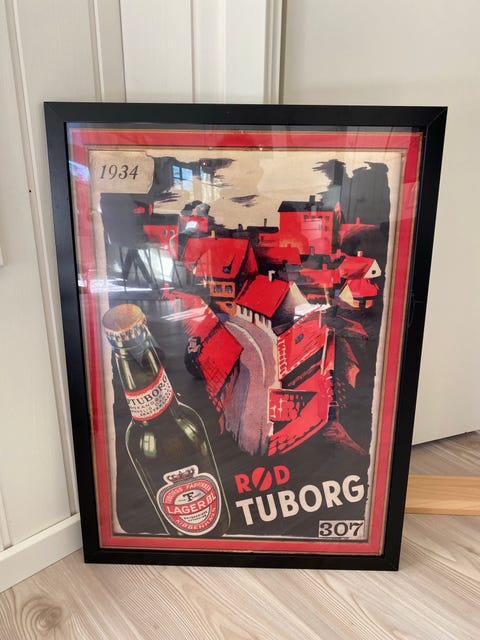 1934
TUBORG
LAGER ØL
RØD
TUBORG
307